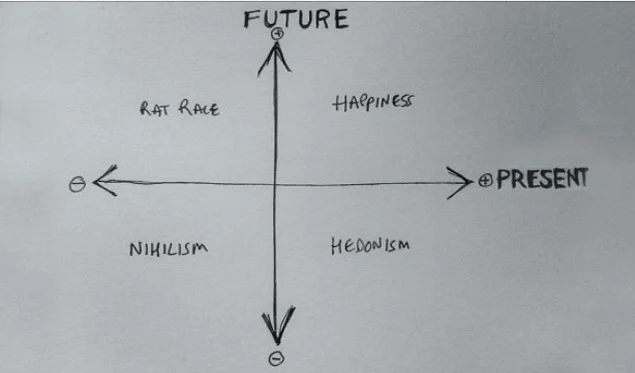 FUTURE
⊕
RAT RACE
HAPPINESS
⊖
⊕ PRESENT
NIHILISM
HEDONISM
⊖